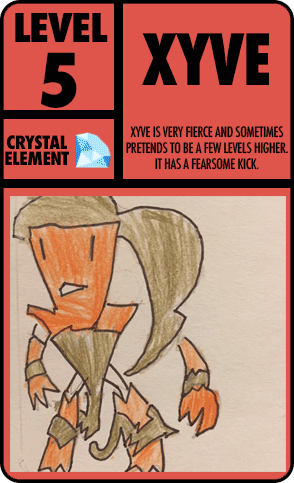 LEVEL
5
XYVE
CRYSTAL
ELEMENT
XYVE IS VERY FIERCE AND SOMETIMES
PRETENDS TO BE A FEW LEVELS HIGHER.
IT HAS A FEARSOME KICK.